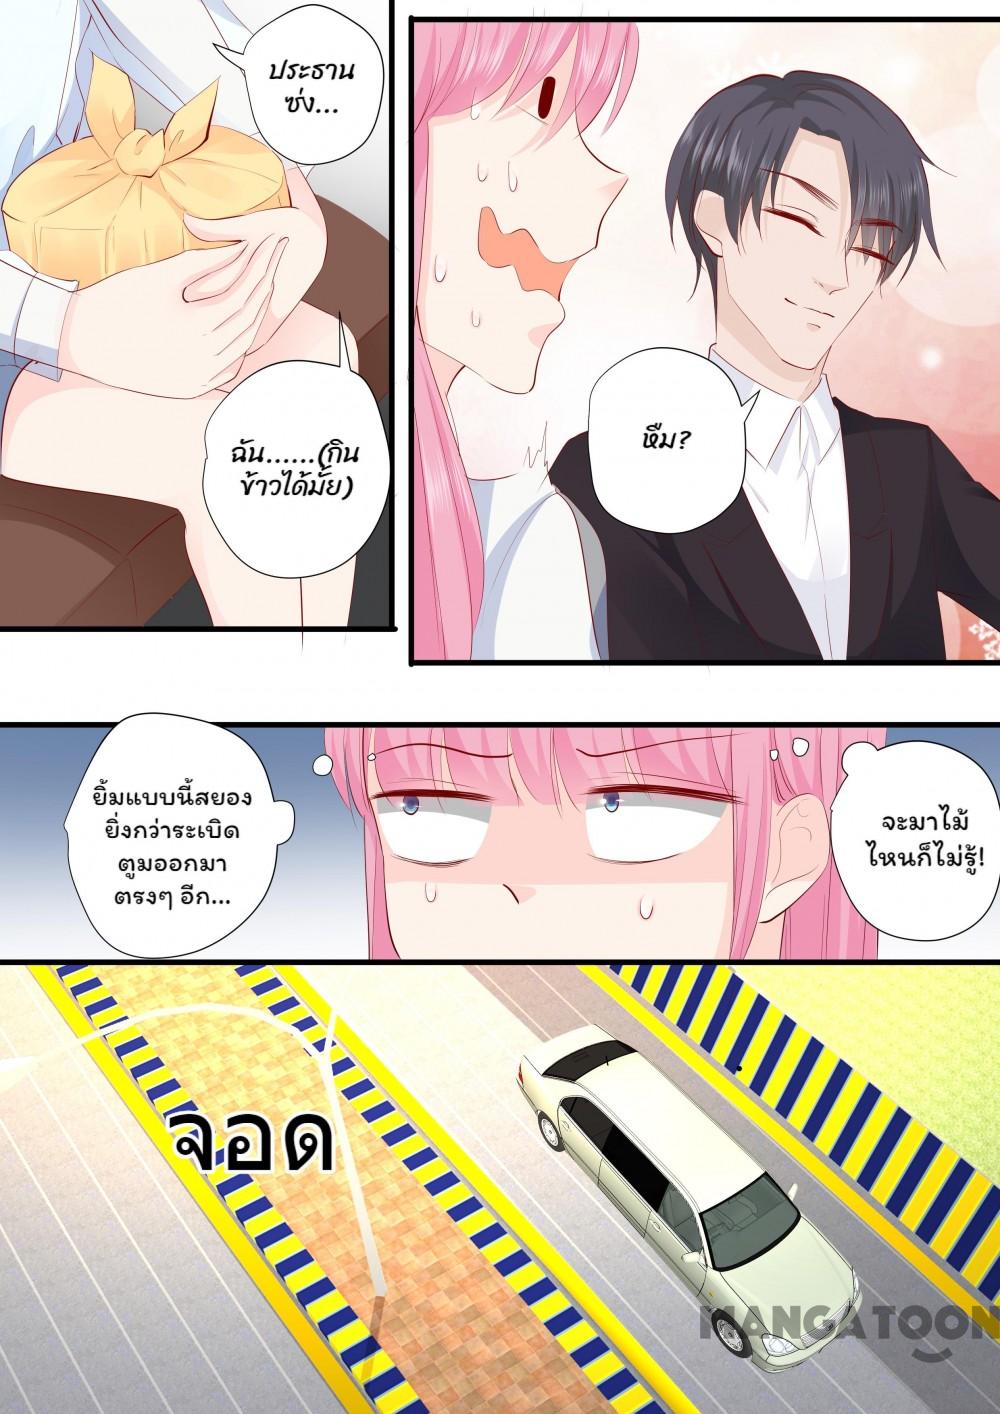 ประธาน
ซ่ง...
ฉัน......(กิน
ข้าวได้มั้ย)
หืม?
ยิ้มแบบนี้สยอง
ยิ่งกว่าระเบิด
ตูมออกมา
ตรงๆ อีก...
จะมาไม้
ไหนก็ไม่รู้!
จอด
MANGATOON